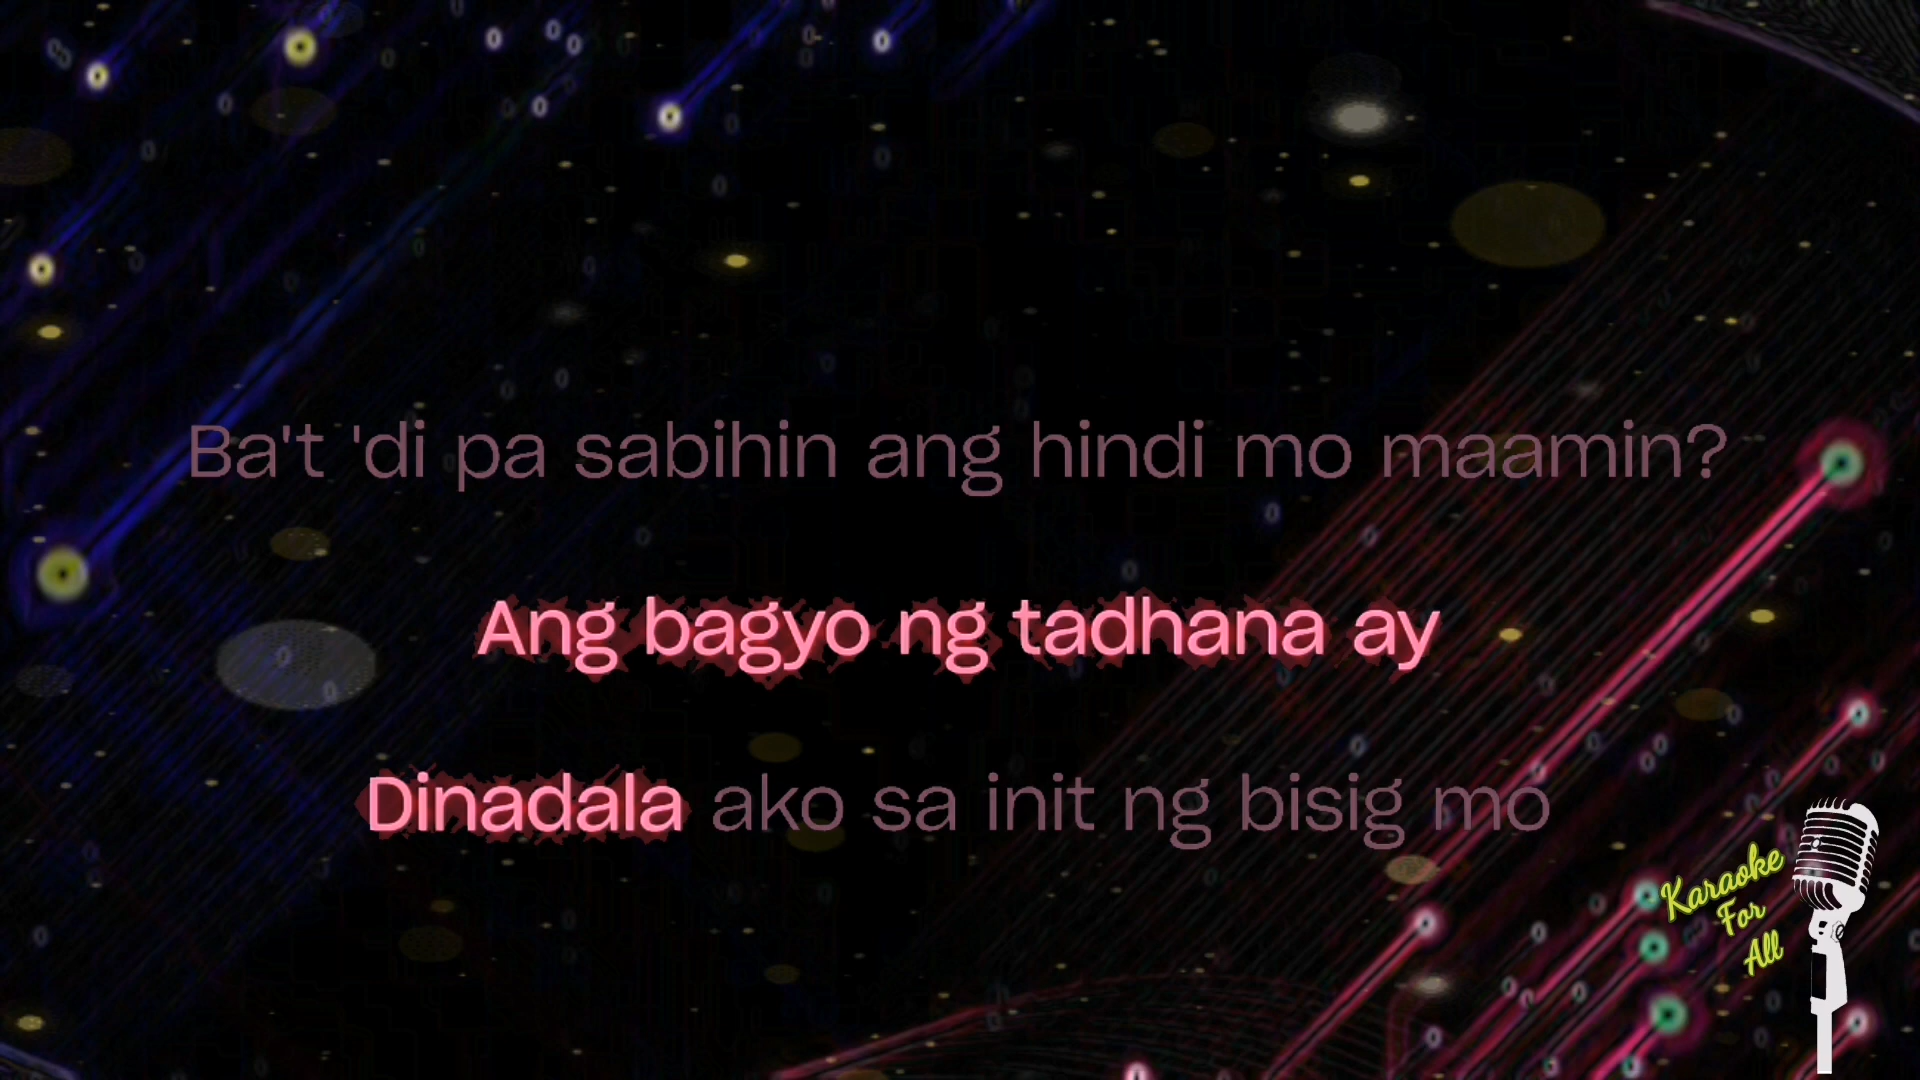 Ba't 'di pa sabihin ang hindi mo maamin?
Ang bagyo ng tadhana ay
Dinadala ako sa init ng bisig mo
Karaoke
For
All